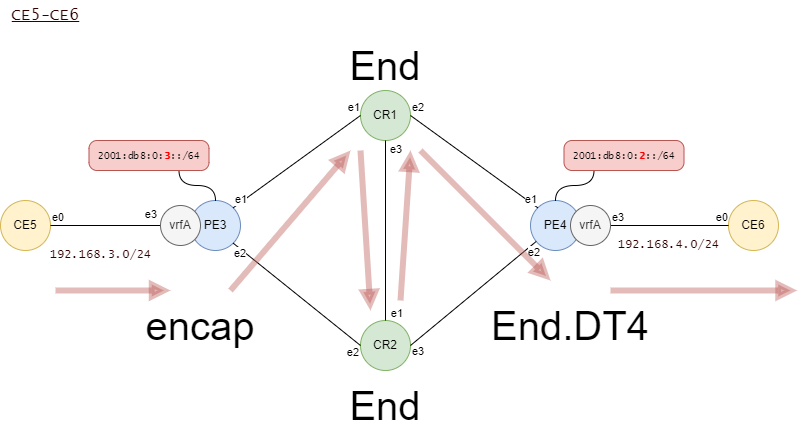 CE5-CE6
End
e1
CR1
e2
e3
2001:db8:0:3::/64
2001:db8:0:2::/64
CE5
e0
e3
vrfA
PE3
e1
e2
e1
PE4
vrfA
e3
e0
CE6
e2
192.168.3.0/24
192.168.4.0/24
encap
End.DT4
e1
e2
CR2
e3
End